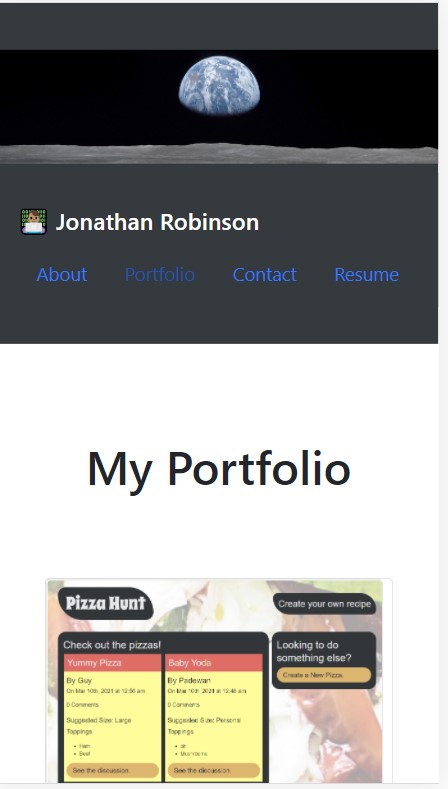 Jonathan Robinson
About Portfolio Contact Resume
My Portfolio
Pizza Hunt
Create your own recipe
Check out the pizzas!
Yummy Pizza
By Guy
On Mar 10th, 2021 at 12:56 am
0 Comments
Suggested Size: Large
Toppings
Ham
Beef
See the discussion.
Baby Yoda
By Padewan
On Mar 10th, 2021 at 12:48 am
0 Comments
Suggested Size: Personal
Toppings
Mushrooms
See the discussion.
Looking to do
something else?
Create a New Pizza.